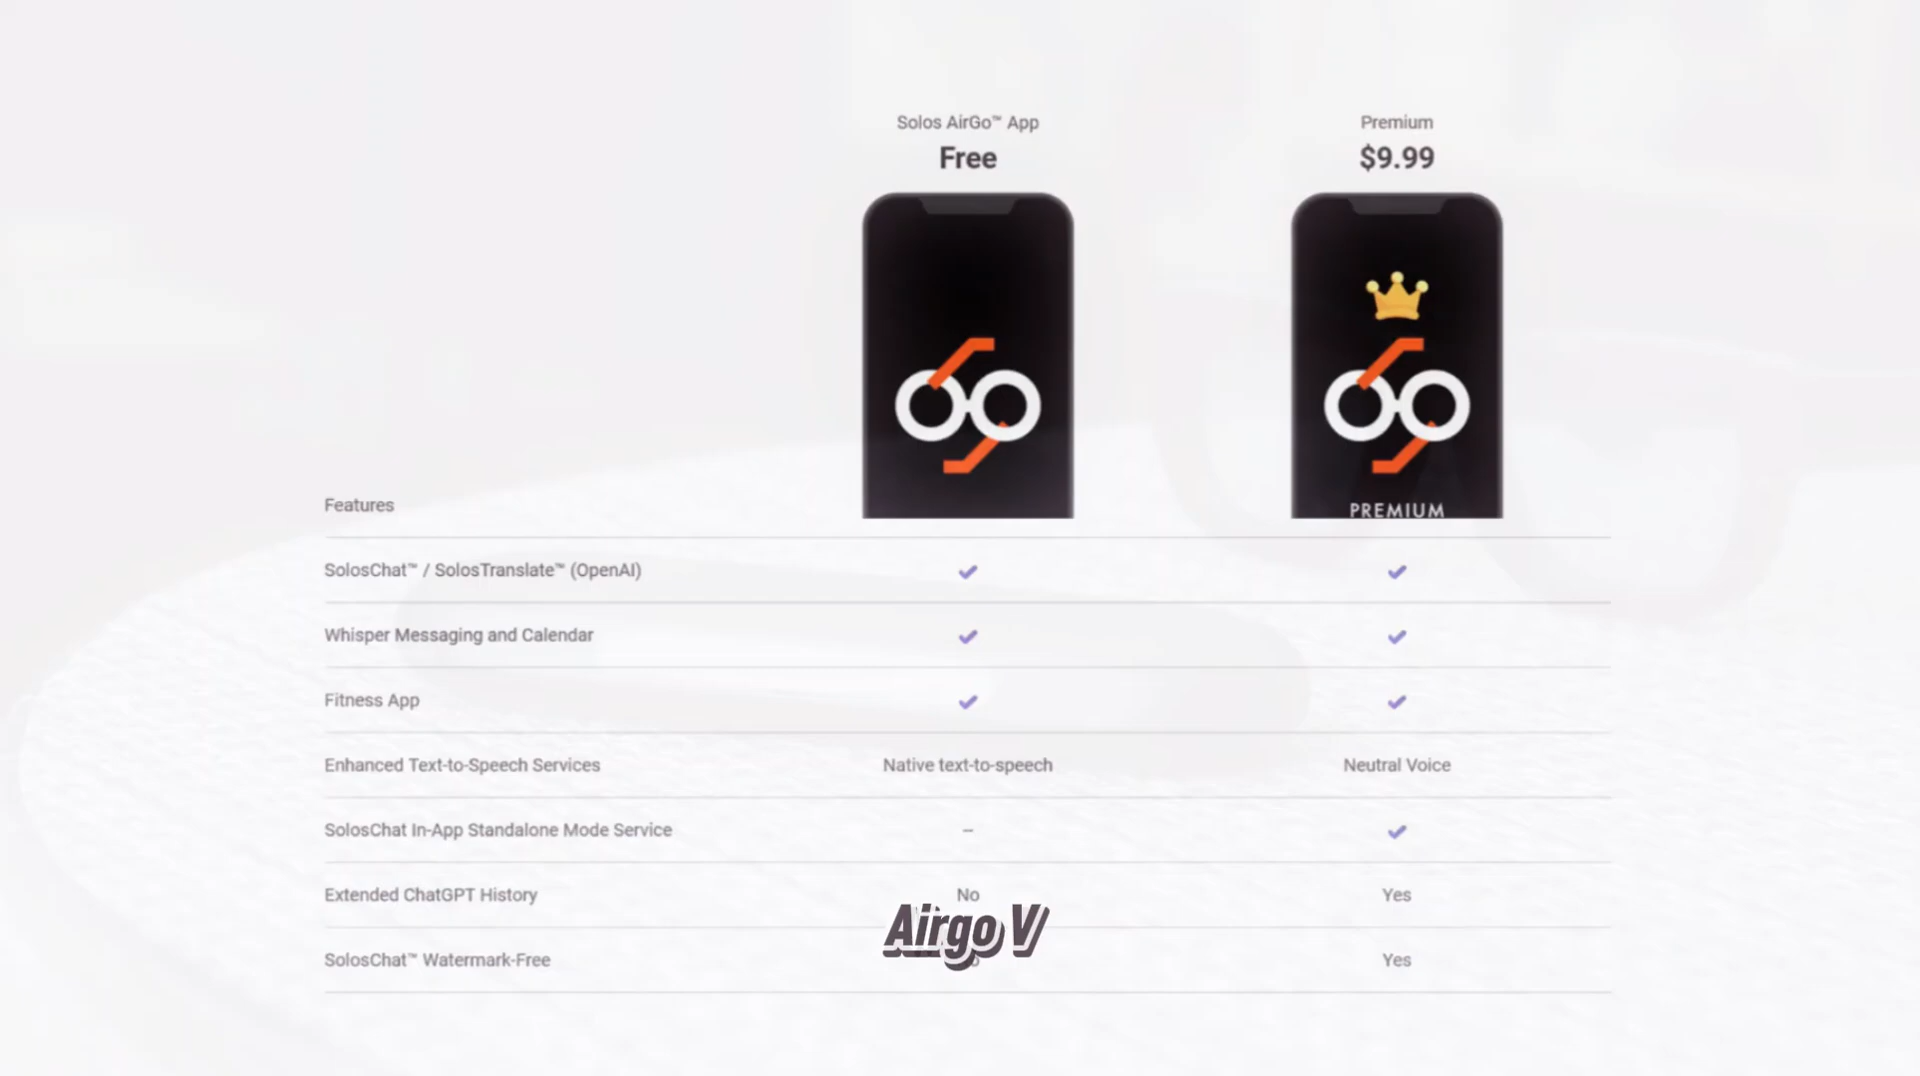 Solos AirGo™ App
Free
Premium
$9.99
PREMIUM
Features
SolosChat™ / SolosTranslate™ (OpenAI)
Whisper Messaging and Calendar
Fitness App
Enhanced Text-to-Speech Services Native text-to-speech Neutral Voice
SolosChat In-App Standalone Mode Service –
Extended ChatGPT History No Yes
Airgo V
SolosChat™ Watermark-Free Yes